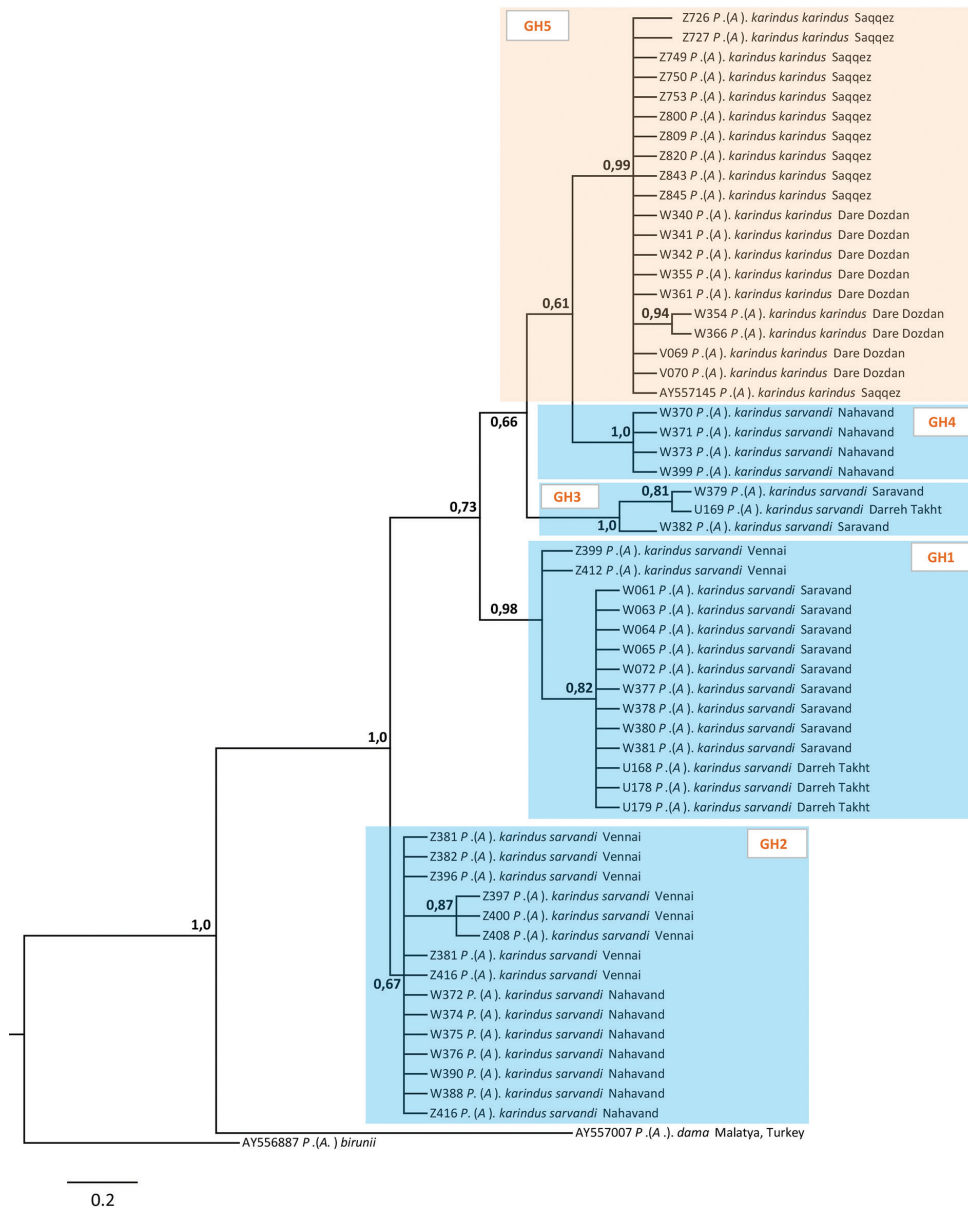 GH5
Z726 P .(A ). karindus karindus Saqqez
Z727 P .(A ). karindus karindus Saqqez
Z749 P .(A ). karindus karindus Saqqez
Z750 P .(A ). karindus karindus Saqqez
Z753 P .(A ). karindus karindus Saqqez
Z800 P .(A ). karindus karindus Saqqez
Z809 P .(A ). karindus karindus Saqqez
Z820 P .(A ). karindus karindus Saqqez
0,99
Z843 P .(A ). karindus karindus Saqqez
Z845 P .(A ). karindus karindus Saqqez
W340 P .(A ). karindus karindus Dare Dozdan
W341 P .(A ). karindus karindus Dare Dozdan
W342 P .(A ). karindus karindus Dare Dozdan
W355 P .(A ). karindus karindus Dare Dozdan
W361 P .(A ). karindus karindus Dare Dozdan
0,61
0,94
W354 P .(A ). karindus karindus Dare Dozdan
W366 P .(A ). karindus karindus Dare Dozdan
V069 P .(A ). karindus karindus Dare Dozdan
V070 P .(A ). karindus karindus Dare Dozdan
AY557145 P .(A ). karindus karindus Saqqez
0,66
W370 P .(A ). karindus sarvandi Nahavand
GH4
1,0
W371 P .(A ). karindus sarvandi Nahavand
W373 P .(A ). karindus sarvandi Nahavand
W399 P .(A ). karindus sarvandi Nahavand
GH3
0,81
W379 P .(A ). karindus sarvandi Saravand
U169 P .(A ). karindus sarvandi Darreh Takht
0,73
1,0
W382 P .(A ). karindus sarvandi Saravand
GH1
Z399 P .(A ). karindus sarvandi Vennai
Z412 P .(A ). karindus sarvandi Vennai
W061 P .(A ). karindus sarvandi Saravand
0,98
W063 P .(A ). karindus sarvandi Saravand
W064 P .(A ). karindus sarvandi Saravand
W065 P .(A ). karindus sarvandi Saravand
W072 P .(A ). karindus sarvandi Saravand
0,82
W377 P .(A ). karindus sarvandi Saravand
W378 P .(A ). karindus sarvandi Saravand
W380 P .(A ). karindus sarvandi Saravand
1,0
W381 P .(A ). karindus sarvandi Saravand
U168 P .(A ). karindus sarvandi Darreh Takht
U178 P .(A ). karindus sarvandi Darreh Takht
U179 P .(A ). karindus sarvandi Darreh Takht
Z381 P .(A ). karindus sarvandi Vennai
GH2
Z382 P .(A ). karindus sarvandi Vennai
Z396 P .(A ). karindus sarvandi Vennai
0,87
Z397 P .(A ). karindus sarvandi Vennai
Z400 P .(A ). karindus sarvandi Vennai
1,0
Z408 P .(A ). karindus sarvandi Vennai
Z381 P .(A ). karindus sarvandi Vennai
Z416 P .(A ). karindus sarvandi Vennai
0,67
W372 P. (A ). karindus sarvandi Nahavand
W374 P. (A ). karindus sarvandi Nahavand
W375 P. (A ). karindus sarvandi Nahavand
W376 P. (A ). karindus sarvandi Nahavand
W390 P. (A ). karindus sarvandi Nahavand
W388 P. (A ). karindus sarvandi Nahavand
Z416 P. (A ). karindus sarvandi Nahavand
AY557007 P .(A .). dama Malatya, Turkey
AY556887 P .(A. ) birunii
0.2